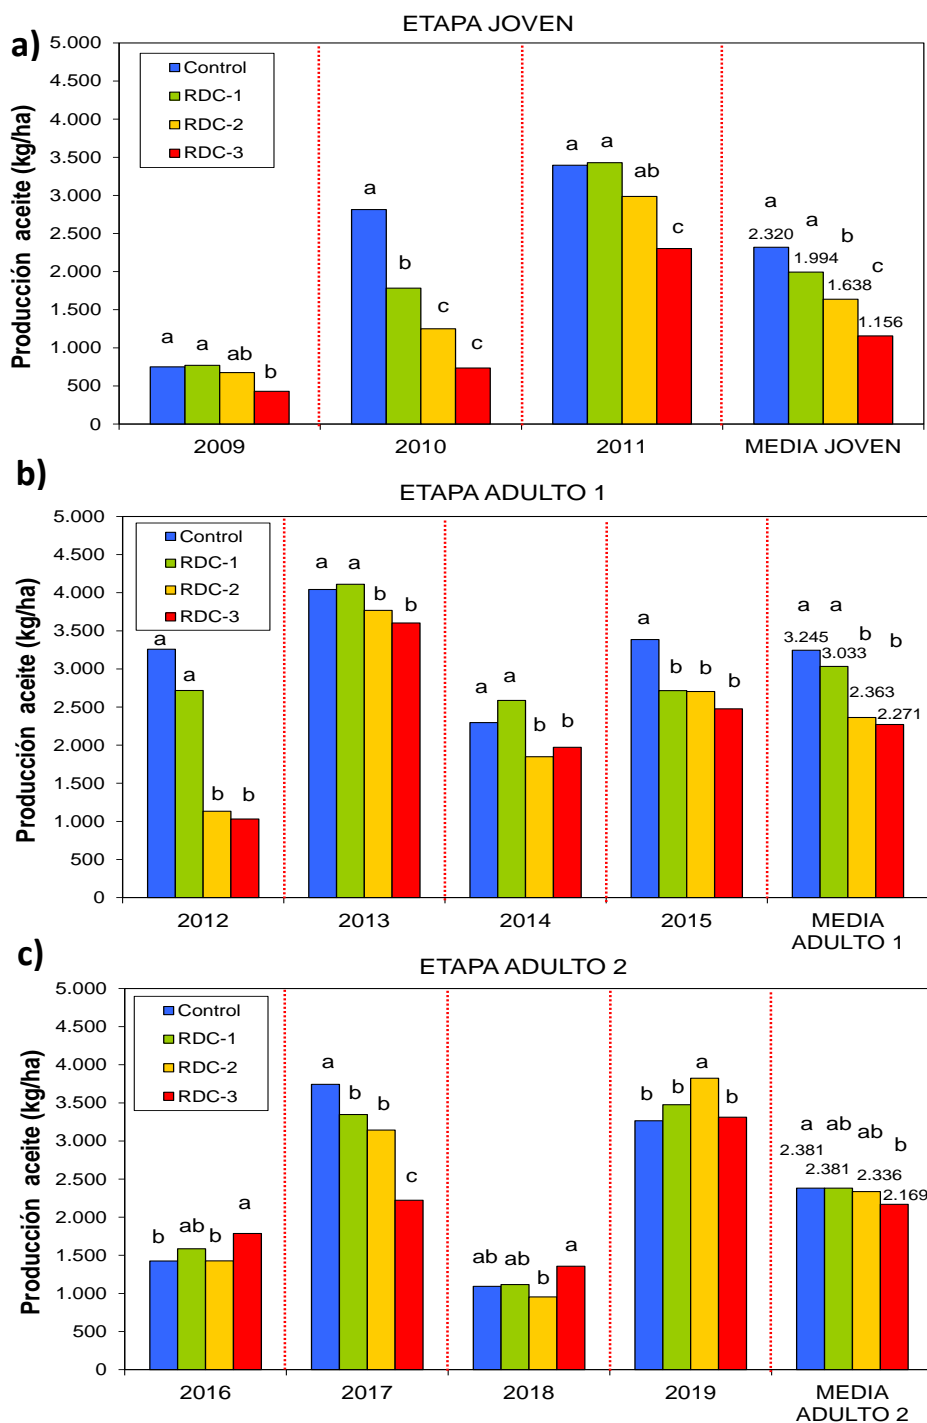 a)
ETAPA JOVEN
Producción aceite (kg/ha)
5.000
4.500
4.000
3.500
3.000
2.500
2.000
1.500
1.000
500
0
Control
RDC-1
RDC-2
RDC-3
a a ab b
a b c c
a a ab c
a a b c
2.320 1.994 1.638 1.156
2009 2010 2011 MEDIA JOVEN
b)
ETAPA ADULTO 1
Producción aceite (kg/ha)
5.000
4.500
4.000
3.500
3.000
2.500
2.000
1.500
1.000
500
0
Control
RDC-1
RDC-2
RDC-3
a a b b
a a b b
a a b b
a b b b
a a b b
3.245 3.033 2.363 2.271
2012 2013 2014 2015 MEDIA
ADULTO 1
c)
ETAPA ADULTO 2
Producción aceite (kg/ha)
5.000
4.500
4.000
3.500
3.000
2.500
2.000
1.500
1.000
500
0
Control
RDC-1
RDC-2
RDC-3
b ab b a
a b b c
ab ab b a
b b a b
a ab ab b
2.381 2.381 2.336 2.169
2016 2017 2018 2019 MEDIA
ADULTO 2